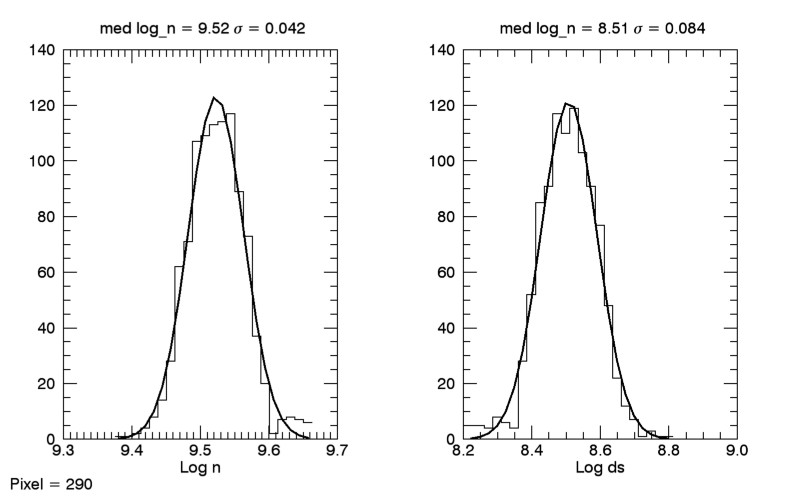 med log_n = 9.52 σ = 0.042
140
120
100
80
60
40
20
0
9.3 9.4 9.5 9.6 9.7
Log n
med log_n = 8.51 σ = 0.084
140
120
100
80
60
40
20
0
8.2 8.4 8.6 8.8 9.0
Log ds
Pixel = 290